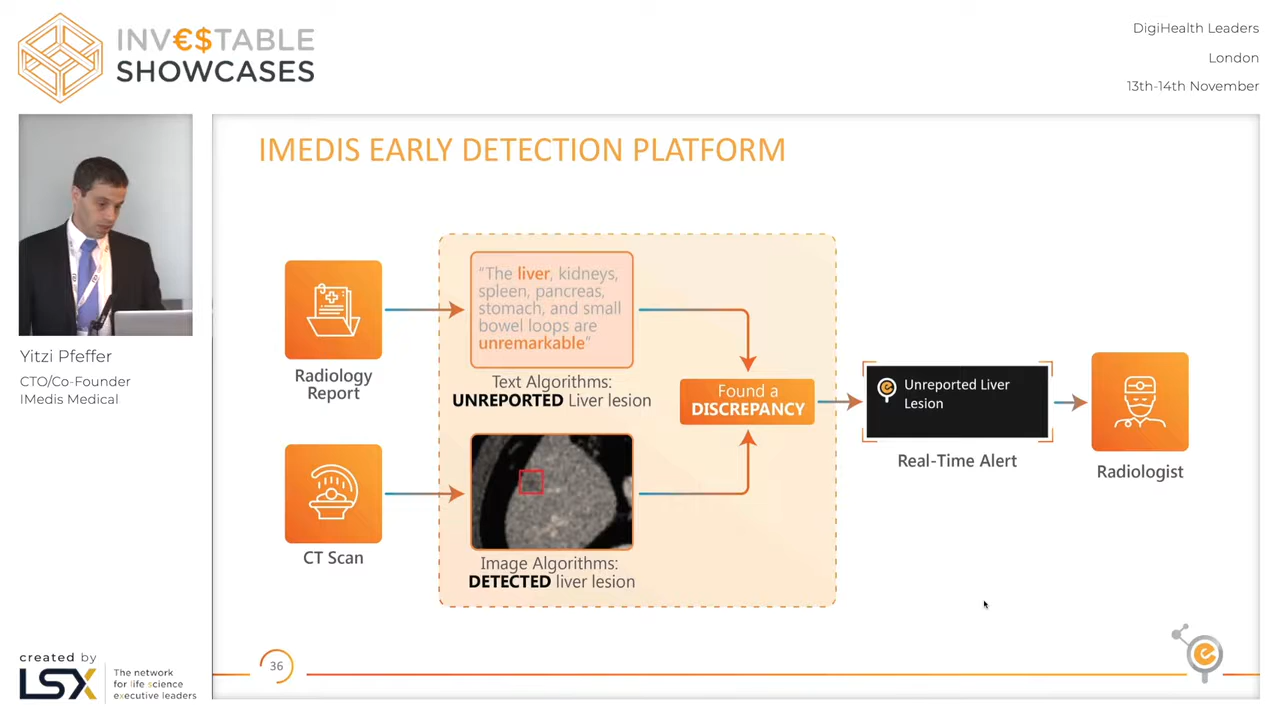 INV€$TABLE
SHOWCASES
DigiHealth Leaders
London
13th-14th November
Yitzi Pfeffer
CTO/Co-Founder
IMedis Medical
IMEDIS EARLY DETECTION PLATFORM
Radiology
Report
"The liver, kidneys,
spleen, pancreas,
stomach, and small
bowel loops are
unremarkable"
Text Algorithms:
UNREPORTED Liver lesion
CT Scan
Image Algorithms:
DETECTED liver lesion
Found a
DISCREPANCY
Unreported Liver
Lesion
Real-Time Alert
Radiologist
created by
LSX
The network
for life science
executive leaders
36
e